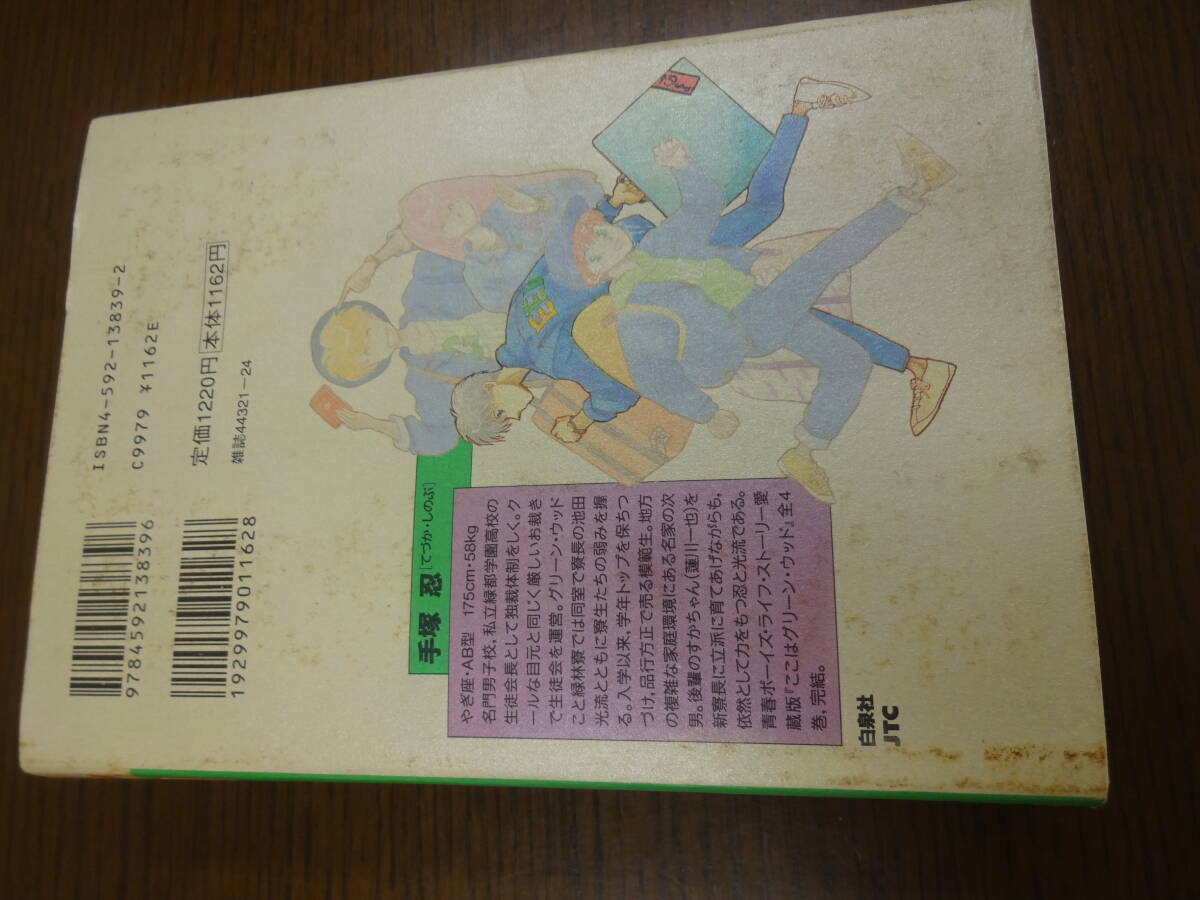 ISBN4-592-13839-2
C9979 ¥1162E
定価1220円 本体1162円
雑誌44321-24
9784592138396
1929979011628
手塚 忍[てづか・しのぶ]
やぎ座・AB型 175cm・58kg
名門男子校、私立緑都学園高校の
生徒会長として独裁体制をしく。ク
ールな目元と同じく厳しいお裁き
で生徒会を運営。グリーン・ウッド
こと緑林寮では同室で寮長の池田
光流とともに寮生たちの弱みを握
る。入学以来、学年トップを保ちつ
づけ、品行方正で売る模範生。地方
の複雑な家庭環境にある名家の次
男。後輩のすかちゃん(蓮川一也)を
新寮長に立派に育てあげながらも、
依然として力をもつ忍と光流である。
青春ボーイズ・ライフ・ストーリー愛
蔵版『ここはグリーン・ウッド』全4
巻、完結。
白泉社
JTC